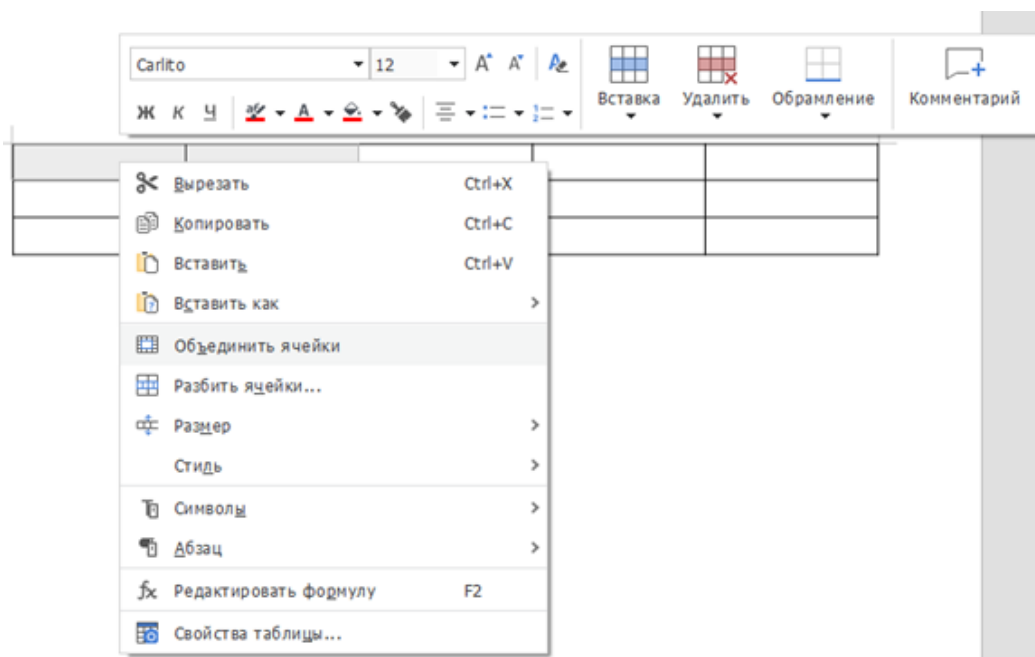 Carlito 12 А А А
Вставка Удалить Обрамление Комментарий
Ж К Ч А
Вырезать Ctrl+X
Копировать Ctrl+C
Вставить Ctrl+V
Вставить как
Объединить ячейки
Разбить ячейки...
Размер
Стиль
Символы
Абзац
fx Редактировать формулу F2
Свойства таблицы...